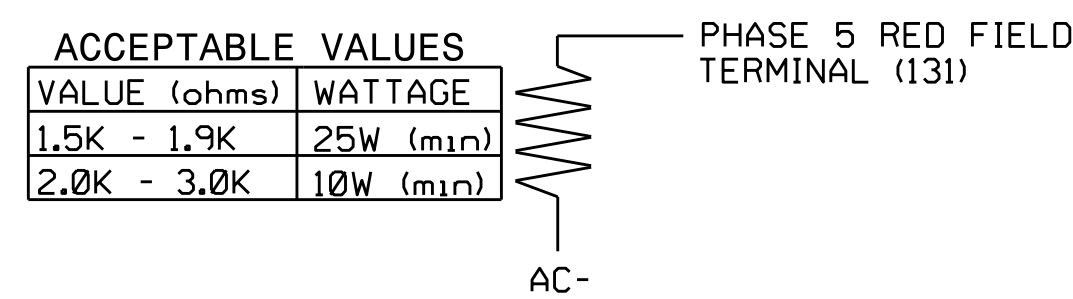 ACCEPTABLE VALUES
VALUE (ohms) WATTAGE
1.5K - 1.9K 25W (min)
2.0K - 3.0K 10W (min)
PHASE 5 RED FIELD
TERMINAL (131)
AC-